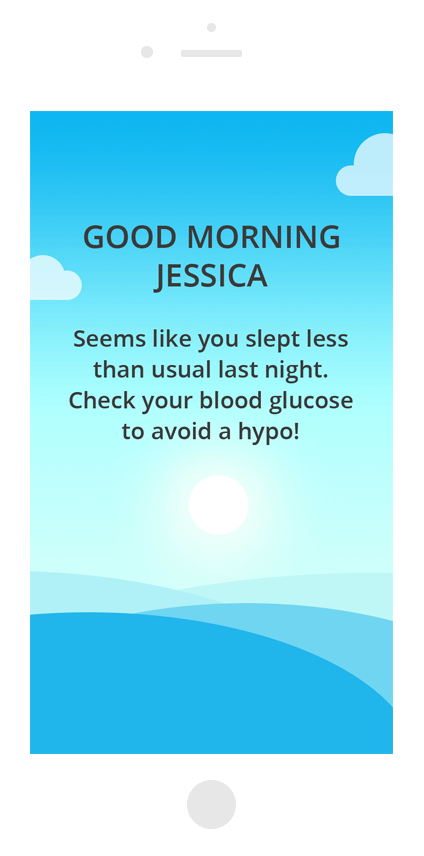 GOOD MORNING
JESSICA
Seems like you slept less
than usual last night.
Check your blood glucose
to avoid a hypo!